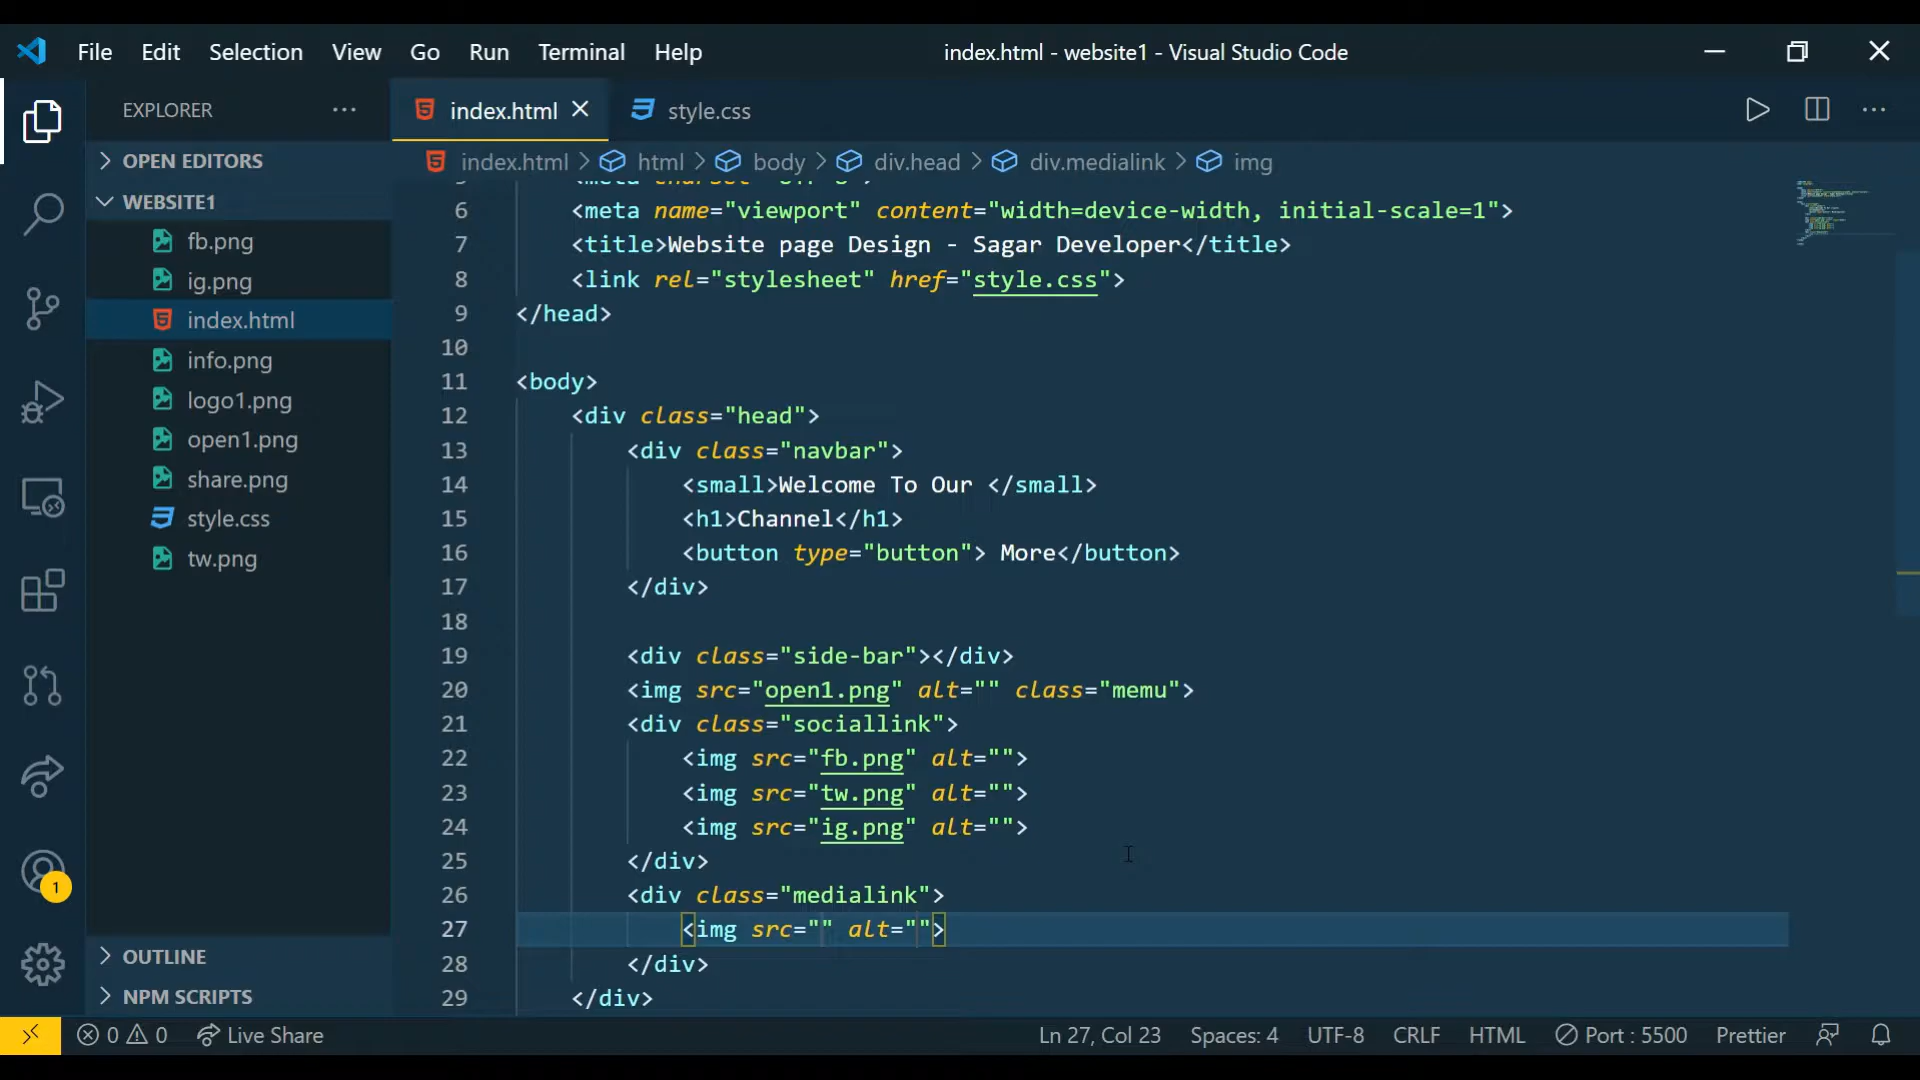 File Edit Selection View Go Run Terminal Help
index.html - website1 - Visual Studio Code
EXPLORER ···
OPEN EDITORS
WEBSITE1
fb.png
ig.png
index.html
info.png
logo1.png
open1.png
share.png
style.css
tw.png
OUTLINE
NPM SCRIPTS
index.html style.css
index.html > html > body > div.head > div.medialink > img
6 <meta name="viewport" content="width=device-width, initial-scale=1">
7 <title>Website page Design - Sagar Developer</title>
8 <link rel="stylesheet" href="style.css">
9 </head>
10
11 <body>
12 <div class="head">
13 <div class="navbar">
14 <small>Welcome To Our </small>
15 <h1>Channel</h1>
16 <button type="button"> More</button>
17 </div>
18
19 <div class="side-bar"></div>
20 <img src="open1.png" alt="" class="memu">
21 <div class="sociallink">
22 <img src="fb.png" alt="">
23 <img src="tw.png" alt="">
24 <img src="ig.png" alt="">
25 </div>
26 <div class="medialink">
27 <img src="" alt="">
28 </div>
29 </div>
1
0 0 Live Share Ln 27, Col 23 Spaces: 4 UTF-8 CRLF HTML Port : 5500 Prettier